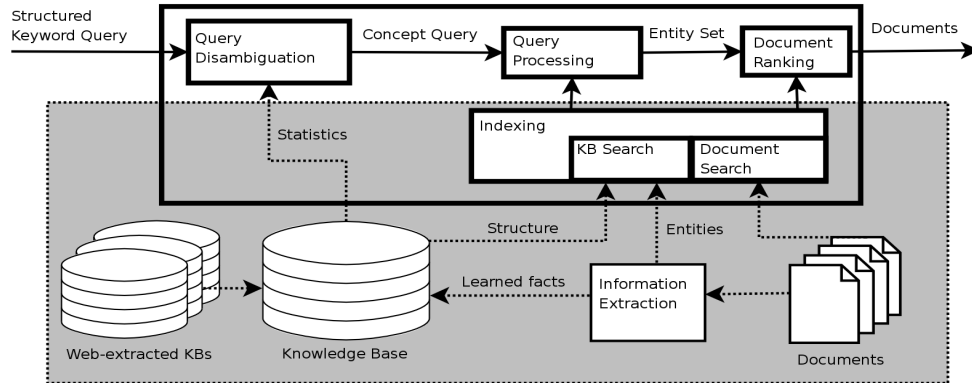 Structured
Keyword Query
Query
Disambiguation
Concept Query
Query
Processing
Entity Set
Document
Ranking
Documents
Statistics
Indexing
KB Search
Document
Search
Structure
Entities
Learned facts
Information
Extraction
Web-extracted KBs
Knowledge Base
Documents